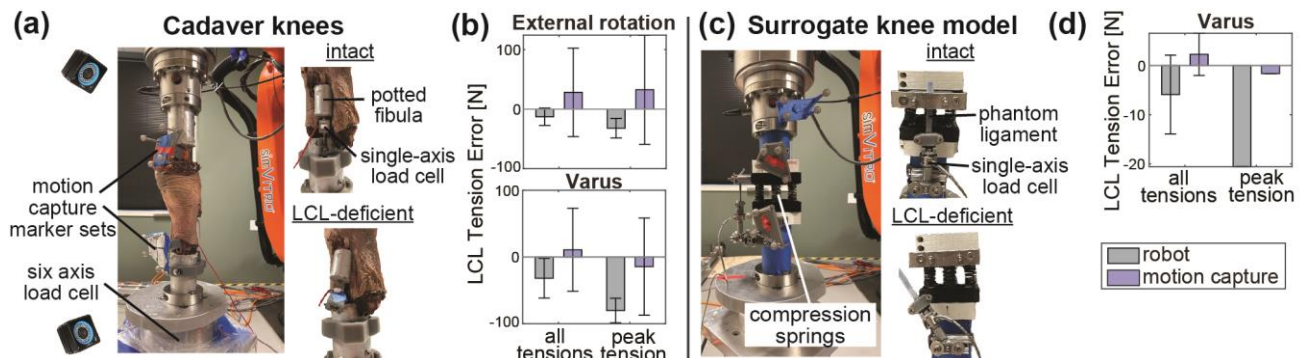 (a)
Cadaver knees
intact
potted
fibula
single-axis
load cell
motion
capture
marker sets
LCL-deficient
six axis
load cell
simVITRO
(b)
External rotation
100
0
-100
Varus
100
0
-100
LCL Tension Error [N]
all
tensions
peak
tension
(c)
Surrogate knee model
intact
phantom
ligament
single-axis
load cell
LCL-deficient
compression
springs
simVITRO
(d)
Varus
0
-10
-20
LCL Tension Error [N]
all
tensions
peak
tension
robot
motion capture